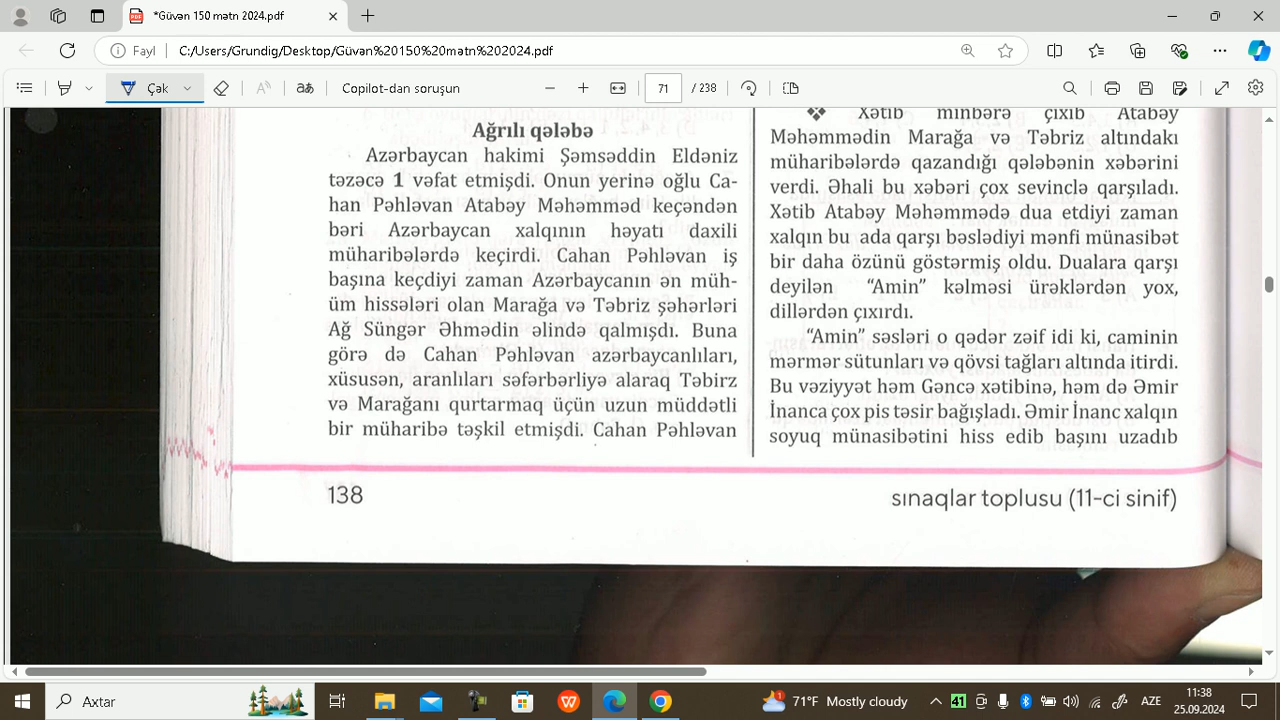 *Güvən 150 mətn 2024.pdf
Fayl
C:/Users/Grundig/Desktop/Güvən%20150%20mətn%202024.pdf
Çək
aあ
Copilot-dan soruşun
71
/ 238
Ağrılı qələbə
Azərbaycan hakimi Şəmsəddin Eldəniz
təzəcə 1 vəfat etmişdi. Onun yerinə oğlu Ca-
han Pəhləvan Atabəy Məhəmməd keçəndən
bəri Azərbaycan xalqının həyatı daxili
müharibələrdə keçirdi. Cahan Pəhləvan iş
başına keçdiyi zaman Azərbaycanın ən müh-
üm hissələri olan Marağa və Təbriz şəhərləri
Ağ Süngər Əhmədin əlində qalmışdı. Buna
görə də Cahan Pəhləvan azərbaycanlıları,
xüsusən, aranlıları səfərbərliyə alaraq Təbirz
və Marağanı qurtarmaq üçün uzun müddətli
bir müharibə təşkil etmişdi. Cahan Pəhləvan
❖ Xətib minbərə çıxıb Atabəy
Məhəmmədin Marağa və Təbriz altındakı
müharibələrdə qazandığı qələbənin xəbərini
verdi. Əhali bu xəbəri çox sevinclə qarşıladı.
Xətib Atabəy Məhəmmədə dua etdiyi zaman
xalqın bu ada qarşı bəslədiyi mənfi münasibət
bir daha özünü göstərmiş oldu. Dualara qarşı
deyilən "Amin" kəlməsi ürəklərdən yox,
dillərdən çıxırdı.
"Amin" səsləri o qədər zəif idi ki, caminin
mərmər sütunları və qövsi tağları altında itirdi.
Bu vəziyyət həm Gəncə xətibinə, həm də Əmir
İnanca çox pis təsir bağışladı. Əmir İnanc xalqın
soyuq münasibətini hiss edib başını uzadıb
138
sınaqlar toplusu (11-ci sinif)
Axtar
71°F Mostly cloudy
41
AZE
11:38
25.09.2024